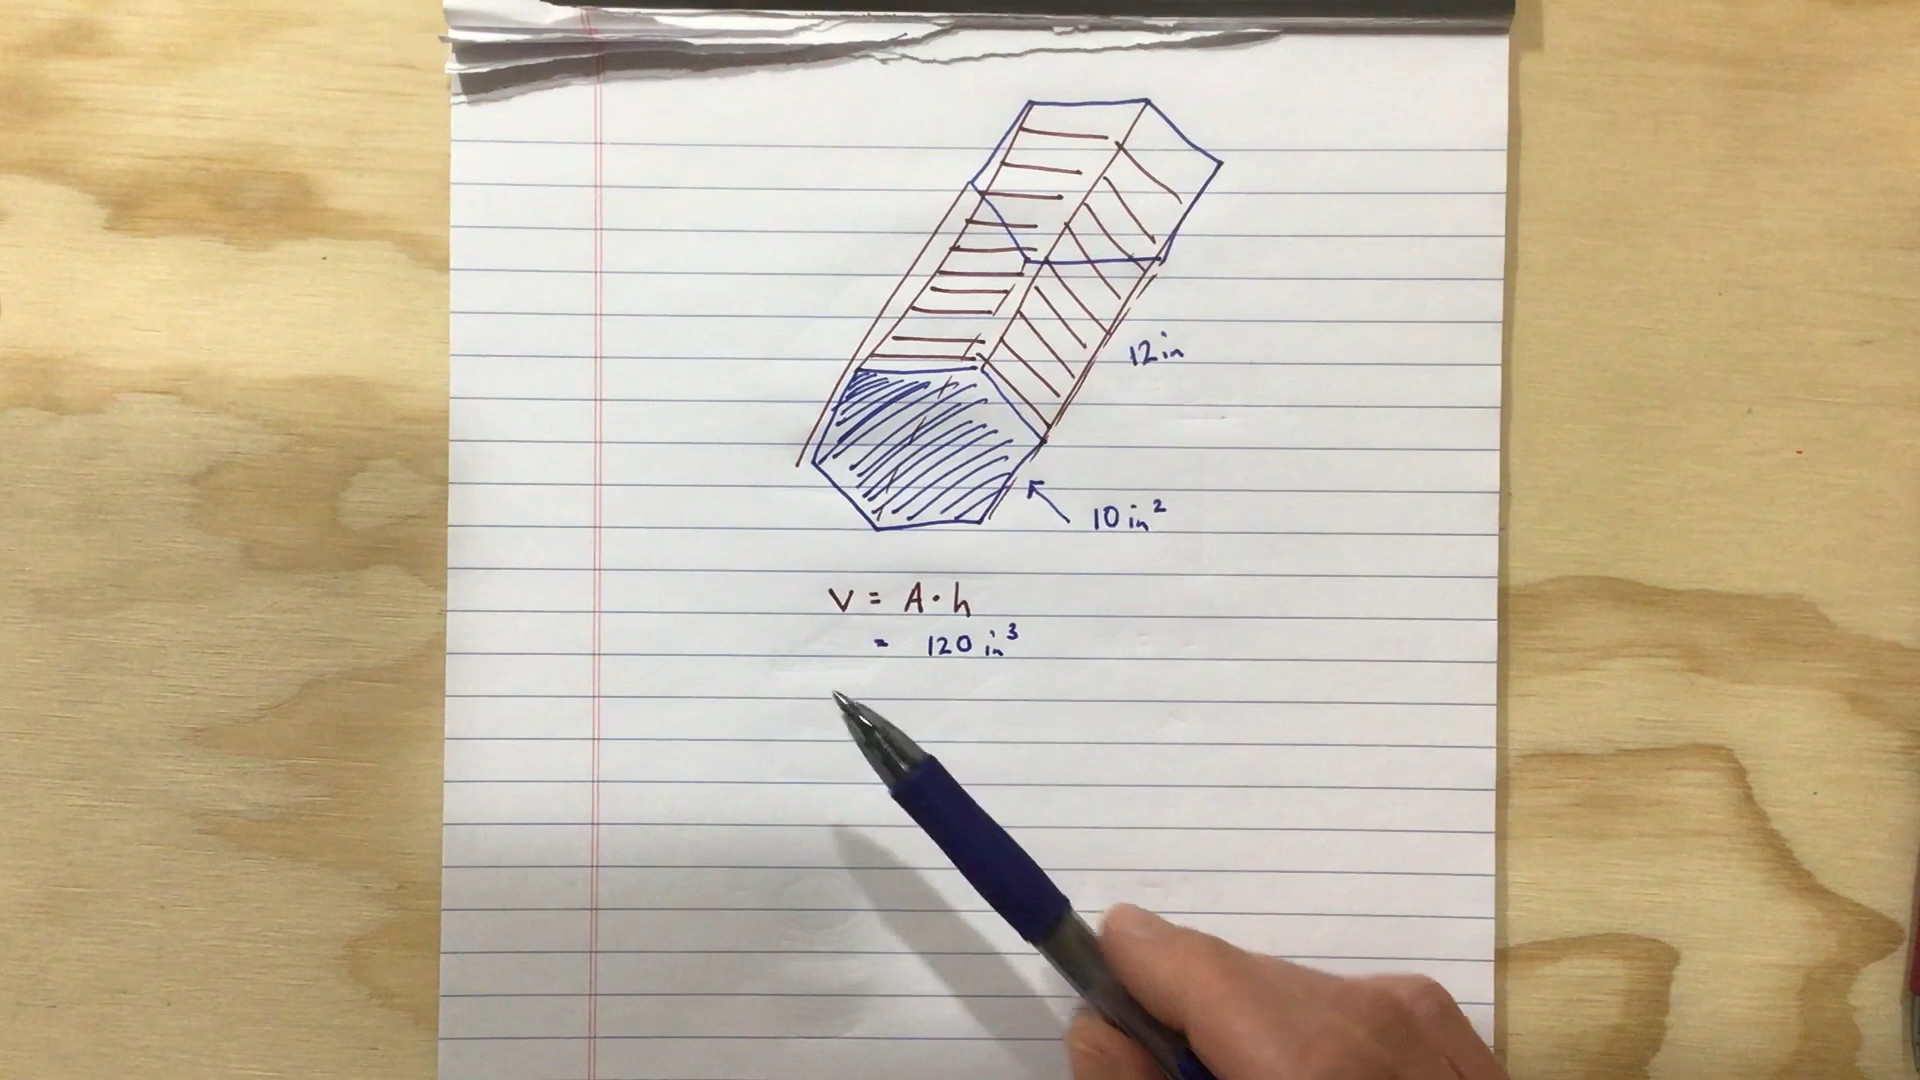 12 in
10 in²
V = A · h
= 120 in³